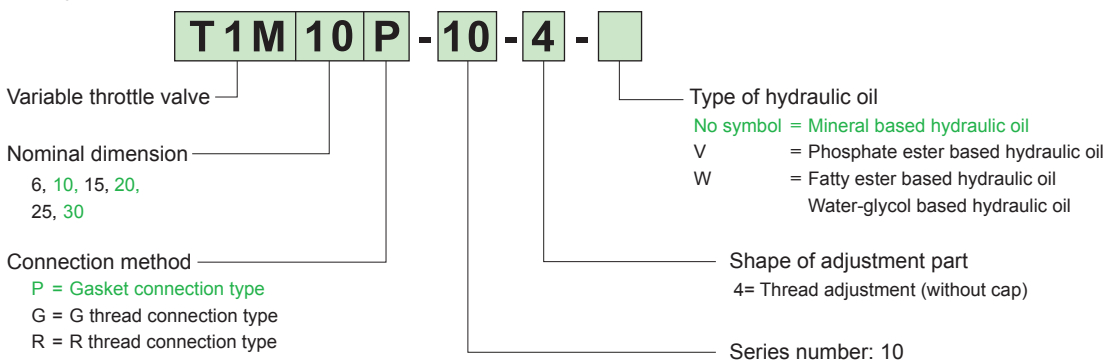 T1M 10 P - 10 - 4 -
Variable throttle valve
Nominal dimension
6, 10, 15, 20,
25, 30
Connection method
P = Gasket connection type
G = G thread connection type
R = R thread connection type
Type of hydraulic oil
No symbol = Mineral based hydraulic oil
V = Phosphate ester based hydraulic oil
W = Fatty ester based hydraulic oil
Water-glycol based hydraulic oil
Shape of adjustment part
4= Thread adjustment (without cap)
Series number: 10